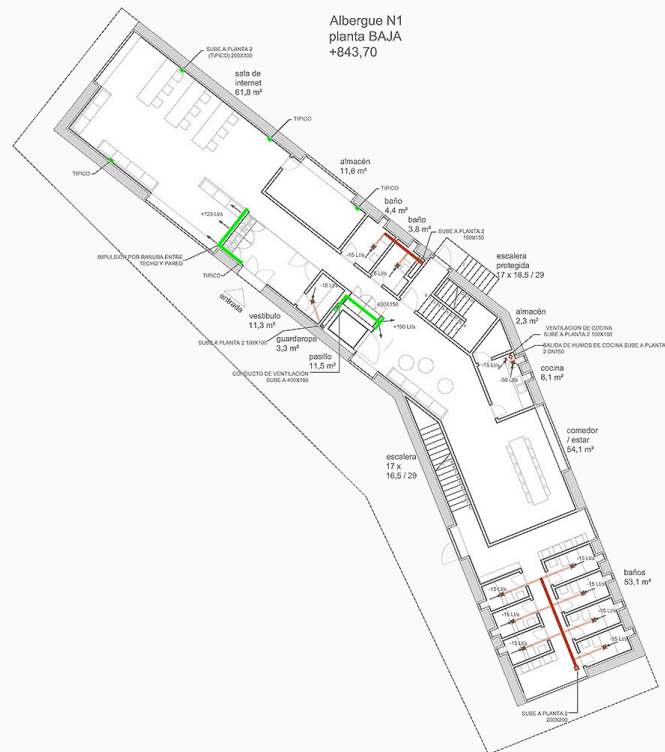 Albergue N1
planta BAJA
+843,70
SUBE A PLANTA 2
(TIPICO) 200X100
sala de
internet
61,8 m²
TIPICO
almacén
11,6 m²
TIPICO
TIPICO
baño
4,4 m²
baño
3,8 m²
SUBE A PLANTA 2
150X150
+125 Lt/s
-15 Lt/s
IMPULSIÓN POR RANURA ENTRE
TECHO Y PAREO
TIPICO
escalera
protegida
17 x 16,5 / 29
entrada
-15 Lt/s
400X150
+190 Lt/s
vestíbulo
11,3 m²
SUBE A PLANTA 2 100X100
guardaropa
3,3 m²
pasillo
11,5 m²
CONDUCTO DE VENTILACIÓN
SUBE A 400X150
almacén
2,3 m²
VENTILACION DE COCINA
SUBE A PLANTA 2 100X100
SALIDA DE HUMOS DE COCINA SUBE A PLANTA
2 DN150
-15 Lt/s
-50 Lt/s
cocina
6,1 m²
comedor
/ estar
54,1 m²
escalera
17 x
16,5 / 29
-15 Lt/s
-15 Lt/s
-15 Lt/s
-15 Lt/s
-15 Lt/s
-15 Lt/s
-15 Lt/s
baños
53,1 m²
SUBE A PLANTA 2
200X200